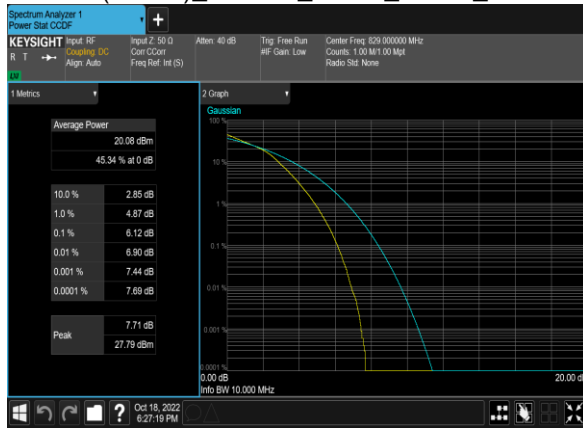 Spectrum Analyzer 1
Power Stat CCDF
+
KEYSIGHT
R T
Input: RF
Coupling: DC
Align: Auto
Input Z: 50 Ω
Corr CCorr
Freq Ref: Int (S)
Atten: 40 dB
Trig: Free Run
#IF Gain: Low
Center Freq: 829.000000 MHz
Counts: 1.00 M/1.00 Mpt
Radio Std: None
1 Metrics
Average Power
20.08 dBm
45.34 % at 0 dB
10.0 % 2.85 dB
1.0 % 4.87 dB
0.1 % 6.12 dB
0.01 % 6.90 dB
0.001 % 7.44 dB
0.0001 % 7.69 dB
Peak
7.71 dB
27.79 dBm
2 Graph
Gaussian
100 %
10 %
1 %
0.1 %
0.01 %
0.001 %
0.0001 %
0.00 dB 20.00 d
Info BW 10.000 MHz
?
Oct 18, 2022
6:27:19 PM